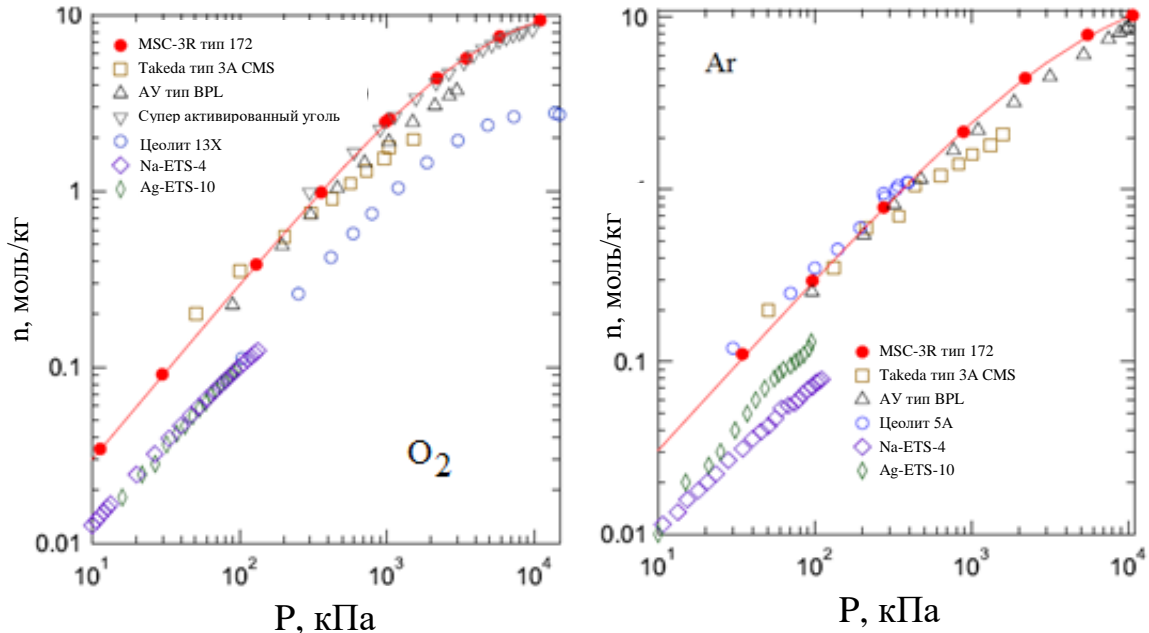 10
1
0.1
0.01
n, моль/кг
MSC-3R тип 172
Takeda тип 3A CMS
АУ тип BPL
Супер активированный уголь
Цеолит 13X
Na-ETS-4
Ag-ETS-10
O2
10^1
10^2
10^3
10^4
P, кПа
10
1
0.1
0.01
n, моль/кг
Ar
MSC-3R тип 172
Takeda тип 3A CMS
АУ тип BPL
Цеолит 5A
Na-ETS-4
Ag-ETS-10
10^1
10^2
10^3
10^4
P, кПа